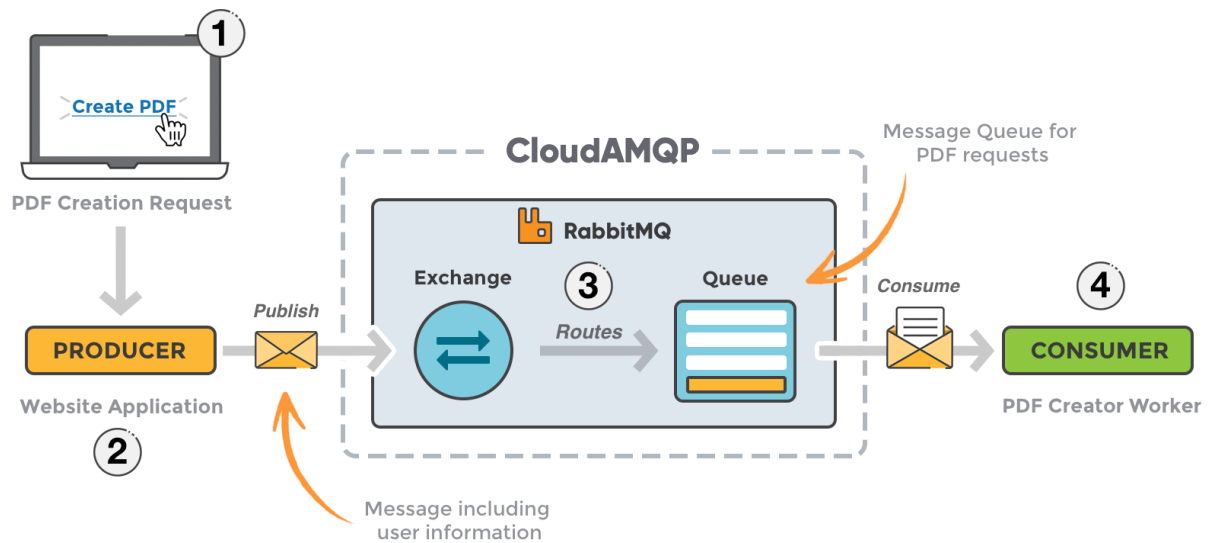 1
Create PDF
PDF Creation Request
CloudAMQP
Message Queue for
PDF requests
RabbitMQ
Exchange
3
Queue
Routes
Publish
Consume
4
PRODUCER
CONSUMER
Website Application
PDF Creator Worker
2
Message including
user information